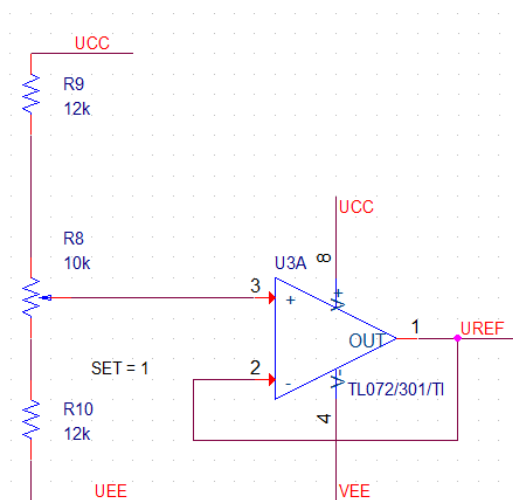 UCC
R9
12k
UCC
R8
10k
U3A
8
3
+
V+
1
OUT
UREF
SET = 1
2
-
V-
TL072/301/TI
R10
12k
4
UEE
VEE